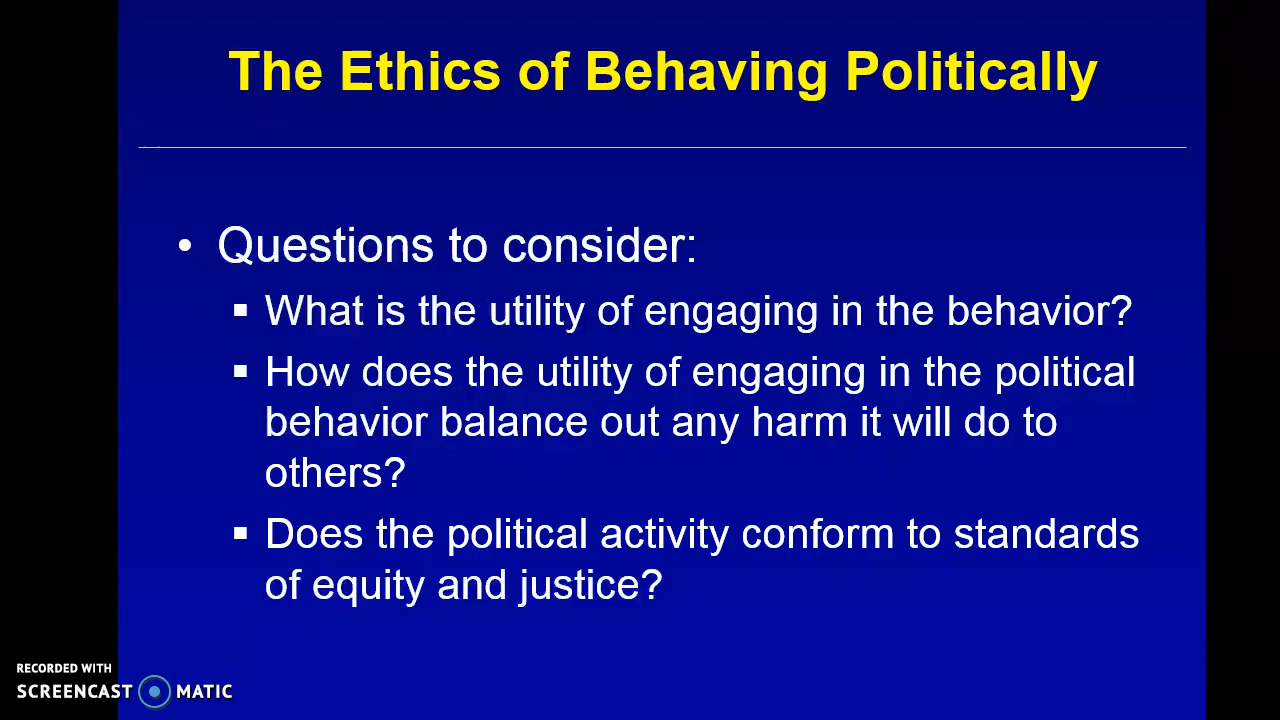 The Ethics of Behaving Politically
• Questions to consider:
▪ What is the utility of engaging in the behavior?
▪ How does the utility of engaging in the political
behavior balance out any harm it will do to
others?
▪ Does the political activity conform to standards
of equity and justice?
RECORDED WITH
SCREENCAST MATIC